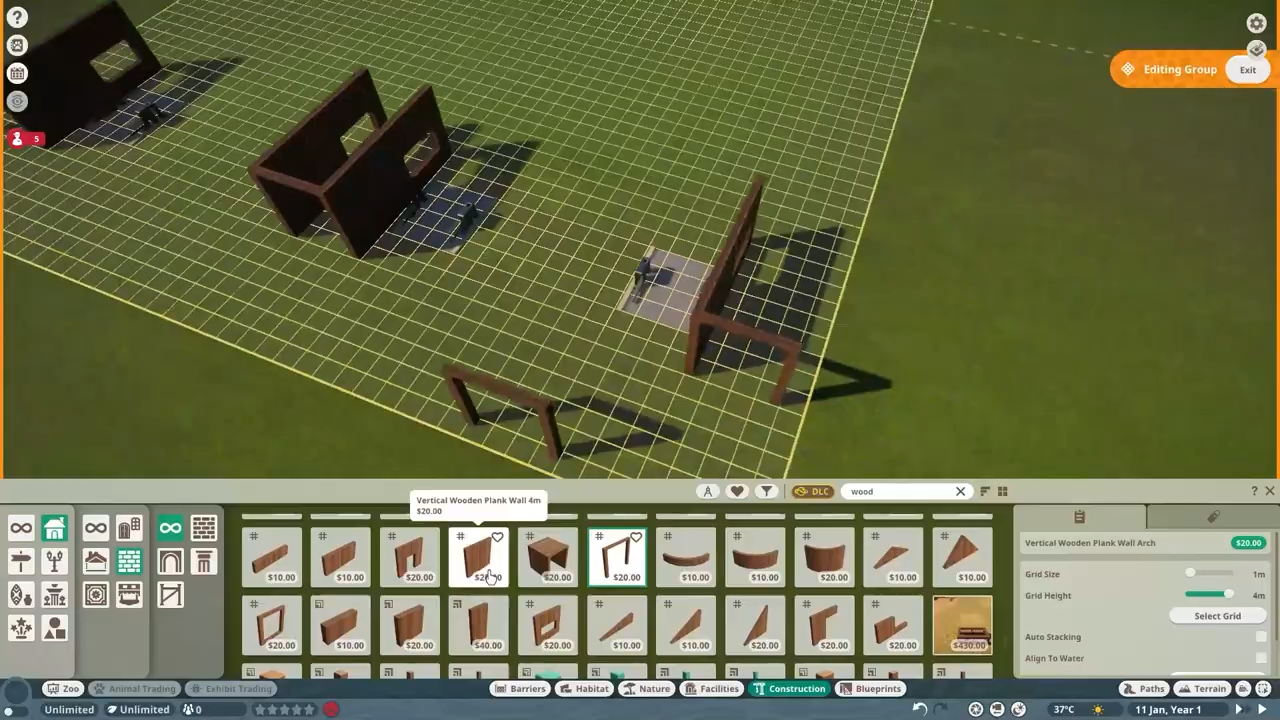 ?
Editing Group
Exit
5
Vertical Wooden Plank Wall 4m
$20.00
DLC
wood
? 
$10.00 $10.00 $20.00 $20.00 $20.00 $20.00 $10.00 $10.00 $20.00 $10.00 $10.00
$20.00 $10.00 $20.00 $40.00 $20.00 $10.00 $10.00 $20.00 $20.00 $20.00 $430.00
Vertical Wooden Plank Wall Arch $20.00
Grid Size 1m
Grid Height 4m
Select Grid
Auto Stacking
Align To Water
Zoo Animal Trading Exhibit Trading Barriers Habitat Nature Facilities Construction Blueprints Paths Terrain
Unlimited Unlimited 0 37°C 11 Jan, Year 1